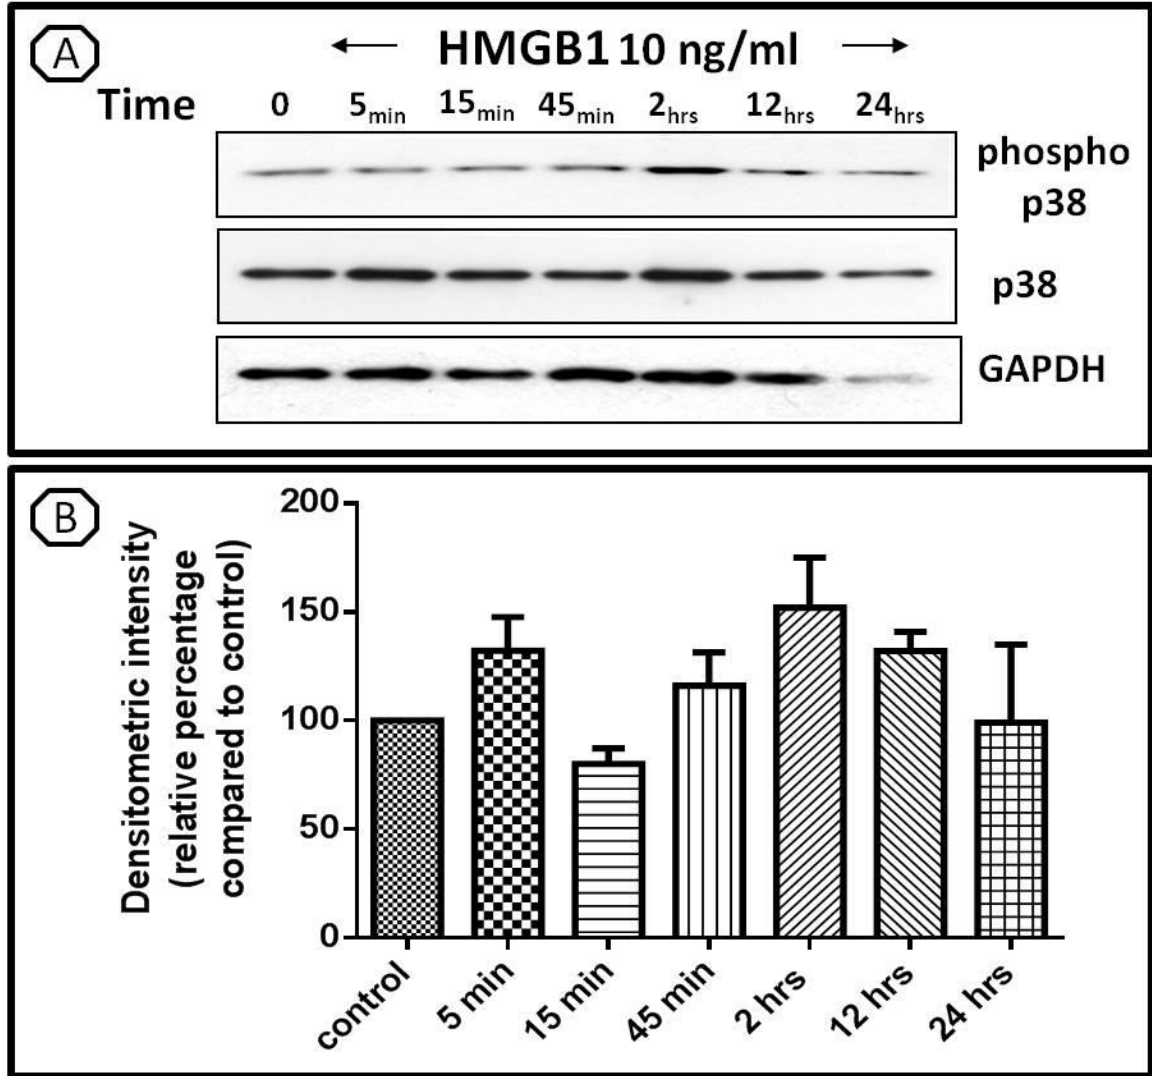 A
HMGB1 10 ng/ml
Time 0 5min 15min 45min 2hrs 12hrs 24hrs
phospho
p38
p38
GAPDH
B
Densitometric intensity
(relative percentage
compared to control)
200
150
100
50
0
control 5 min 15 min 45 min 2 hrs 12 hrs 24 hrs